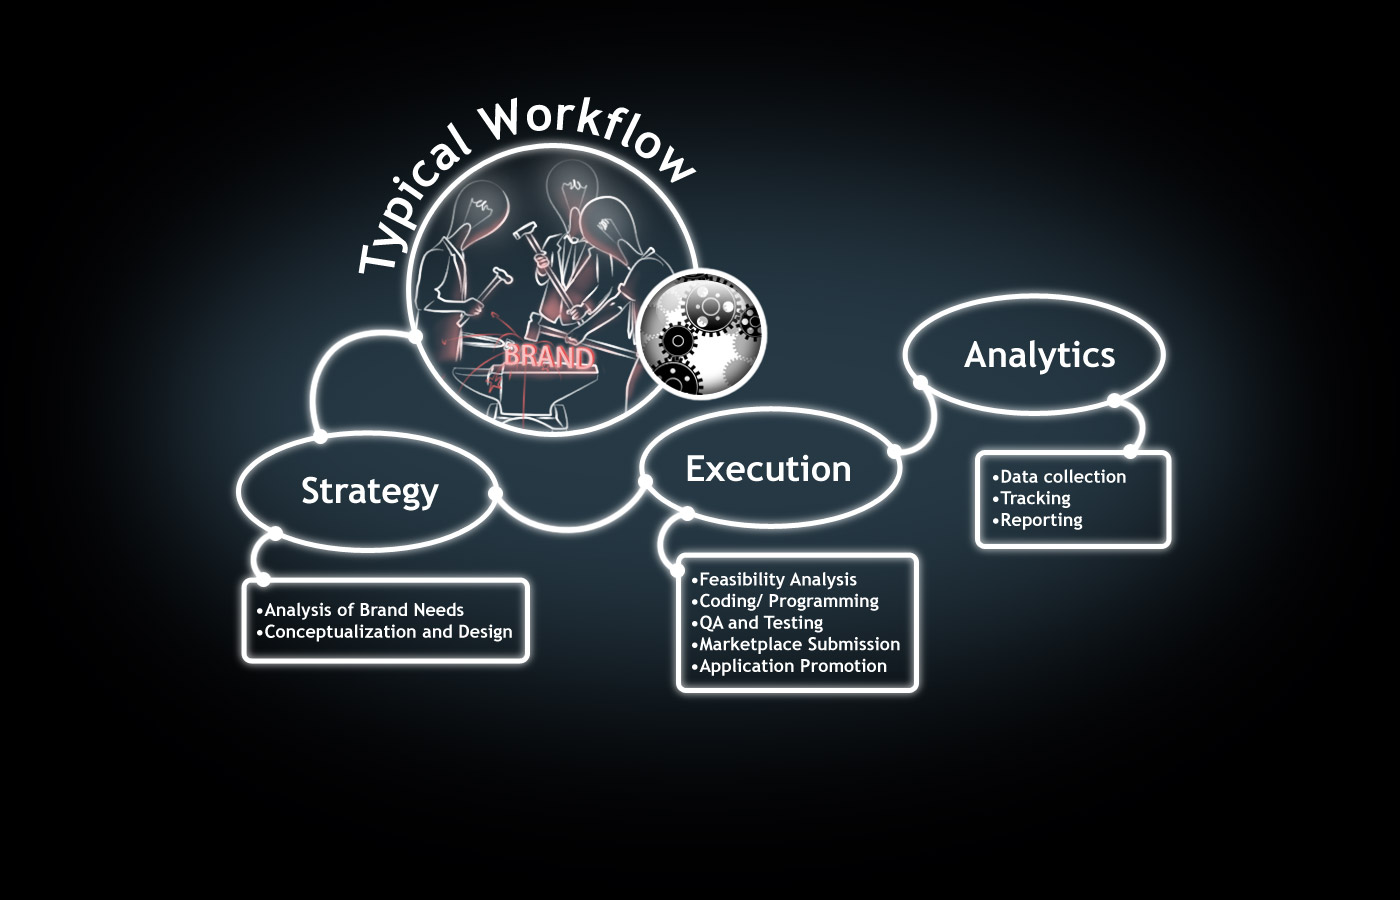 Typical Workflow
BRAND
Strategy
•Analysis of Brand Needs
•Conceptualization and Design
Execution
•Feasibility Analysis
•Coding/ Programming
•QA and Testing
•Marketplace Submission
•Application Promotion
Analytics
•Data collection
•Tracking
•Reporting